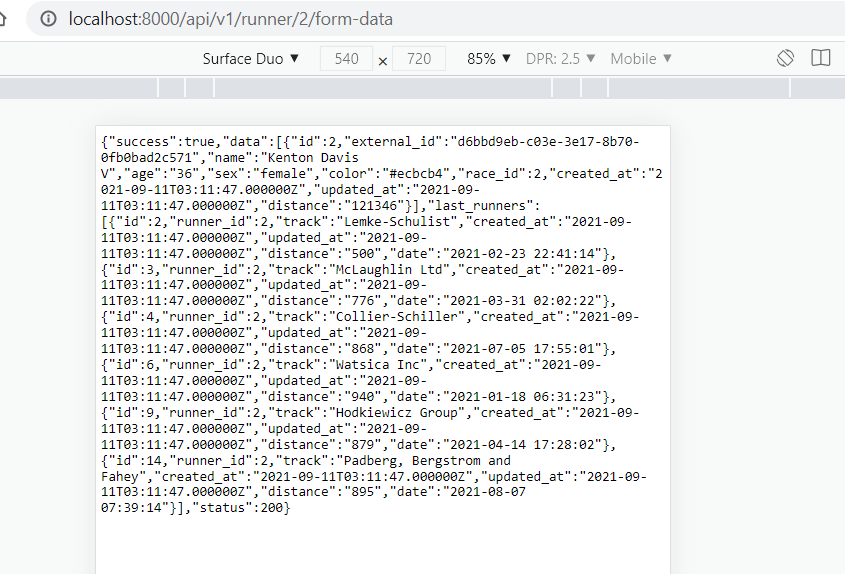 localhost:8000/api/v1/runner/2/form-data
Surface Duo ▼ 540 × 720 85% ▼ DPR: 2.5 ▼ Mobile ▼
{"success":true,"data":[{"id":2,"external_id":"d6bbd9eb-c03e-3e17-8b70-
0fb0bad2c571","name":"Kenton Davis
V","age":"36","sex":"female","color":"#ecbcb4","race_id":2,"created_at":"2
021-09-11T03:11:47.000000Z","updated_at":"2021-09-
11T03:11:47.000000Z","distance":"121346"}],"last_runners":
[{"id":2,"runner_id":2,"track":"Lemke-Schulist","created_at":"2021-09-
11T03:11:47.000000Z","updated_at":"2021-09-
11T03:11:47.000000Z","distance":"500","date":"2021-02-23 22:41:14"},
{"id":3,"runner_id":2,"track":"McLaughlin Ltd","created_at":"2021-09-
11T03:11:47.000000Z","updated_at":"2021-09-
11T03:11:47.000000Z","distance":"776","date":"2021-03-31 02:02:22"},
{"id":4,"runner_id":2,"track":"Collier-Schiller","created_at":"2021-09-
11T03:11:47.000000Z","updated_at":"2021-09-
11T03:11:47.000000Z","distance":"868","date":"2021-07-05 17:55:01"},
{"id":6,"runner_id":2,"track":"Watsica Inc","created_at":"2021-09-
11T03:11:47.000000Z","updated_at":"2021-09-
11T03:11:47.000000Z","distance":"940","date":"2021-01-18 06:31:23"},
{"id":9,"runner_id":2,"track":"Hodkiewicz Group","created_at":"2021-09-
11T03:11:47.000000Z","updated_at":"2021-09-
11T03:11:47.000000Z","distance":"879","date":"2021-04-14 17:28:02"},
{"id":14,"runner_id":2,"track":"Padberg, Bergstrom and
Fahey","created_at":"2021-09-11T03:11:47.000000Z","updated_at":"2021-09-
11T03:11:47.000000Z","distance":"895","date":"2021-08-07
07:39:14"}],"status":200}